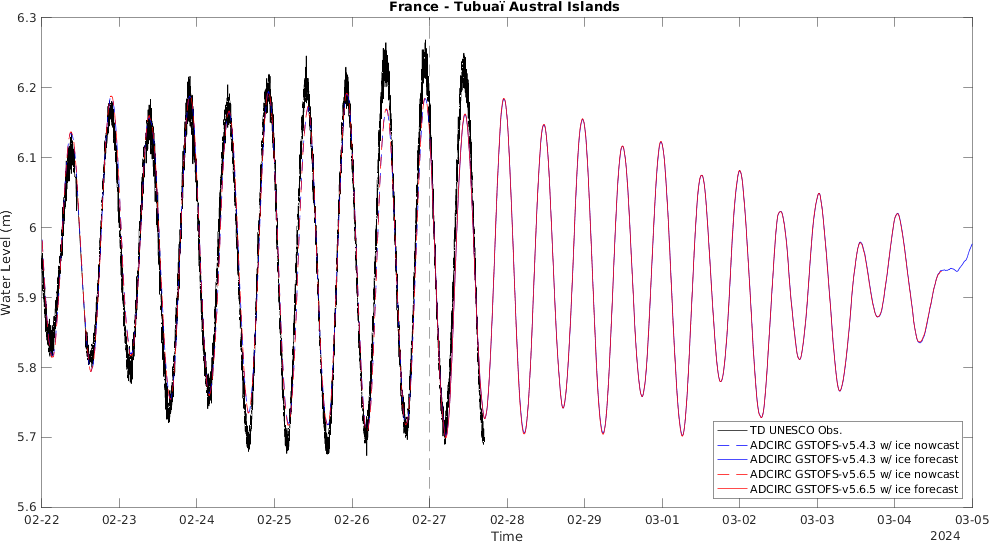 France - Tubuaï Austral Islands
Water Level (m)
6.3
6.2
6.1
6
5.9
5.8
5.7
5.6
TD UNESCO Obs.
ADCIRC GSTOFS-v5.4.3 w/ ice nowcast
ADCIRC GSTOFS-v5.4.3 w/ ice forecast
ADCIRC GSTOFS-v5.6.5 w/ ice nowcast
ADCIRC GSTOFS-v5.6.5 w/ ice forecast
02-22 02-23 02-24 02-25 02-26 02-27 02-28 02-29 03-01 03-02 03-03 03-04 03-05
Time
2024